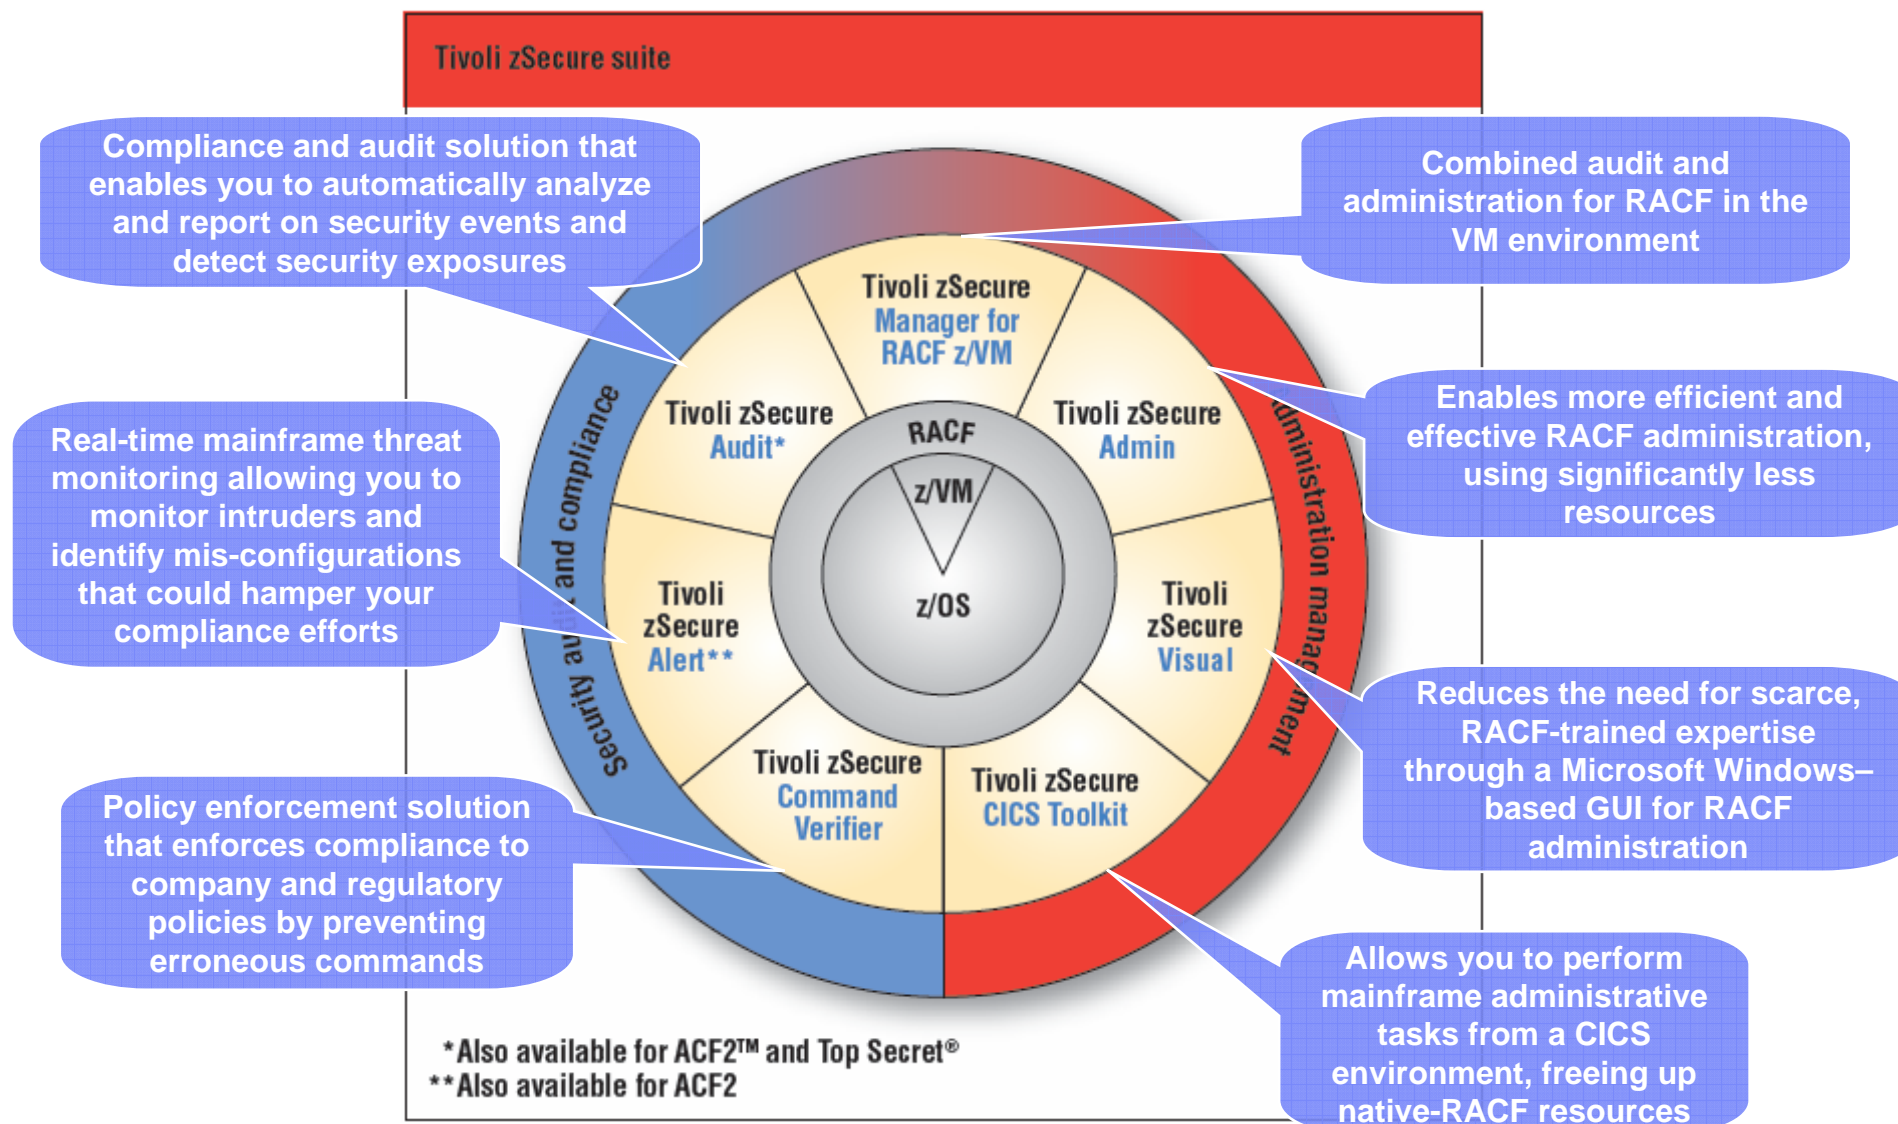 Tivoli zSecure suite
Compliance and audit solution that
enables you to automatically analyze
and report on security events and
detect security exposures
Combined audit and
administration for RACF in the
VM environment
Real-time mainframe threat
monitoring allowing you to
monitor intruders and
identify mis-configurations
that could hamper your
compliance efforts
Enables more efficient and
effective RACF administration,
using significantly less
resources
Policy enforcement solution
that enforces compliance to
company and regulatory
policies by preventing
erroneous commands
Reduces the need for scarce,
RACF-trained expertise
through a Microsoft Windows–
based GUI for RACF
administration
Allows you to perform
mainframe administrative
tasks from a CICS
environment, freeing up
native-RACF resources
Security audit and compliance
Administration management
Tivoli zSecure
Manager for
RACF z/VM
Tivoli zSecure
Audit*
Tivoli zSecure
Admin
Tivoli
zSecure
Alert**
Tivoli
zSecure
Visual
Tivoli zSecure
Command
Verifier
Tivoli zSecure
CICS Toolkit
RACF
z/VM
z/OS
*Also available for ACF2™ and Top Secret®
**Also available for ACF2